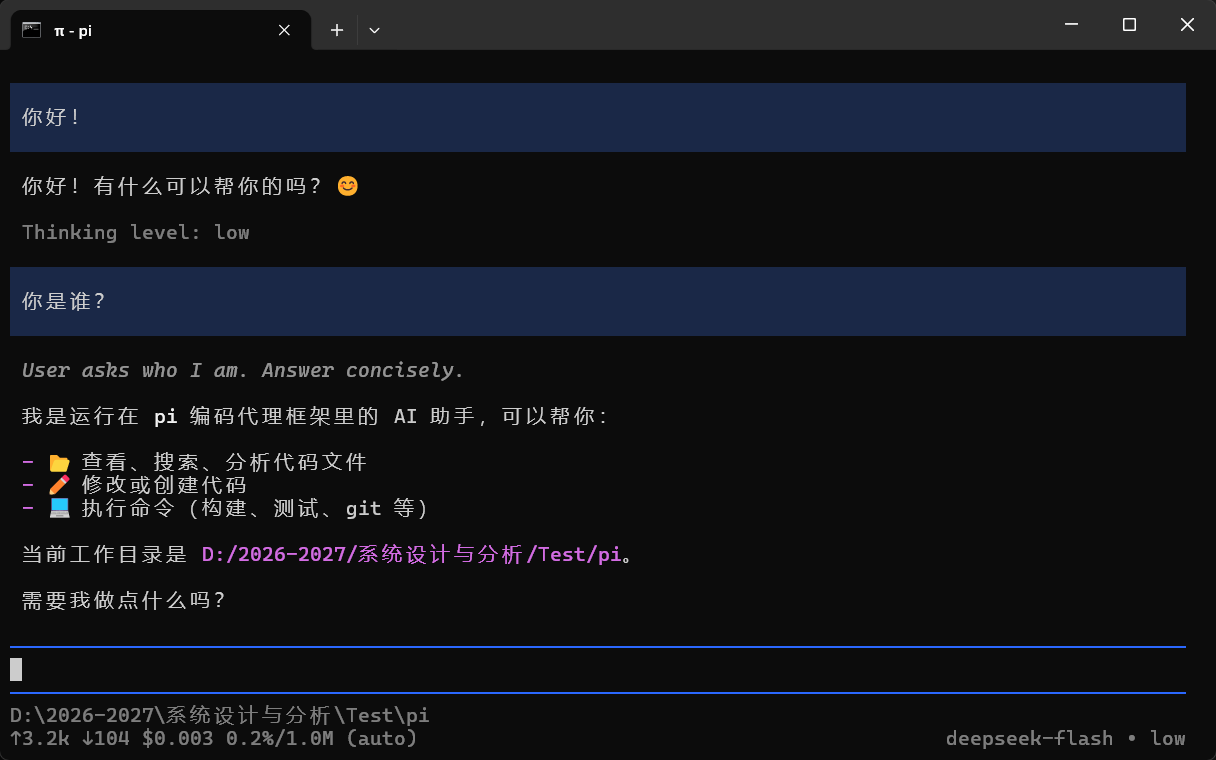 π - pi
你好！
你好！有什么可以帮你的吗？😊
Thinking level: low
你是谁？
User asks who I am. Answer concisely.
我是运行在 pi 编码代理框架里的 AI 助手，可以帮你：
- 📂 查看、搜索、分析代码文件
- ✏️ 修改或创建代码
- 💻 执行命令（构建、测试、git 等）
当前工作目录是 D:/2026-2027/系统设计与分析/Test/pi。
需要我做点什么吗？
D:\2026-2027\系统设计与分析\Test\pi
↑3.2k ↓104 $0.003 0.2%/1.0M (auto) deepseek-flash • low